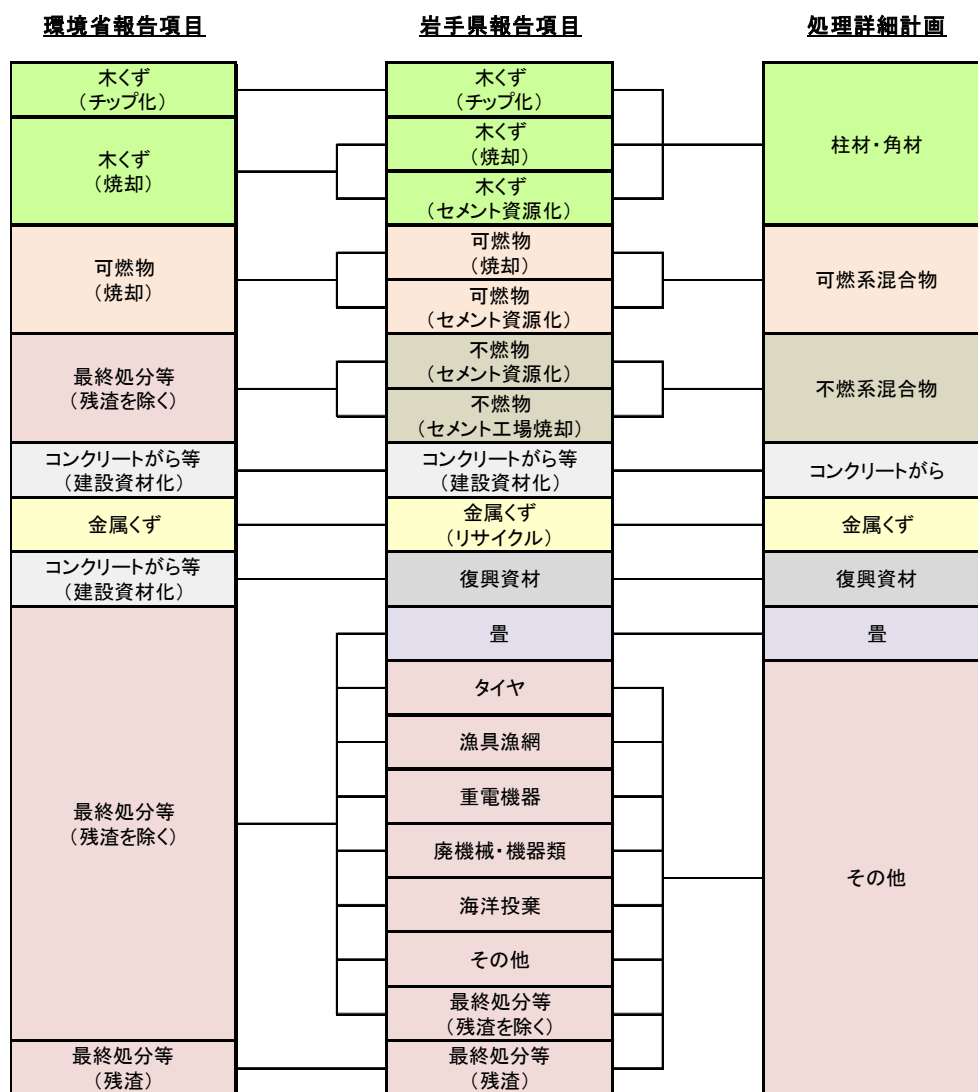 環境省報告項目
岩手県報告項目
処理詳細計画
木くず
(チップ化)
木くず
(焼却)
可燃物
(焼却)
最終処分等
(残渣を除く)
コンクリートがら等
(建設資材化)
金属くず
コンクリートがら等
(建設資材化)
最終処分等
(残渣を除く)
最終処分等
(残渣)
木くず
(チップ化)
木くず
(焼却)
木くず
(セメント資源化)
可燃物
(焼却)
可燃物
(セメント資源化)
不燃物
(セメント資源化)
不燃物
(セメント工場焼却)
コンクリートがら等
(建設資材化)
金属くず
(リサイクル)
復興資材
畳
タイヤ
漁具漁網
重電機器
廃機械・機器類
海洋投棄
その他
最終処分等
(残渣を除く)
最終処分等
(残渣)
柱材・角材
可燃系混合物
不燃系混合物
コンクリートがら
金属くず
復興資材
畳
その他